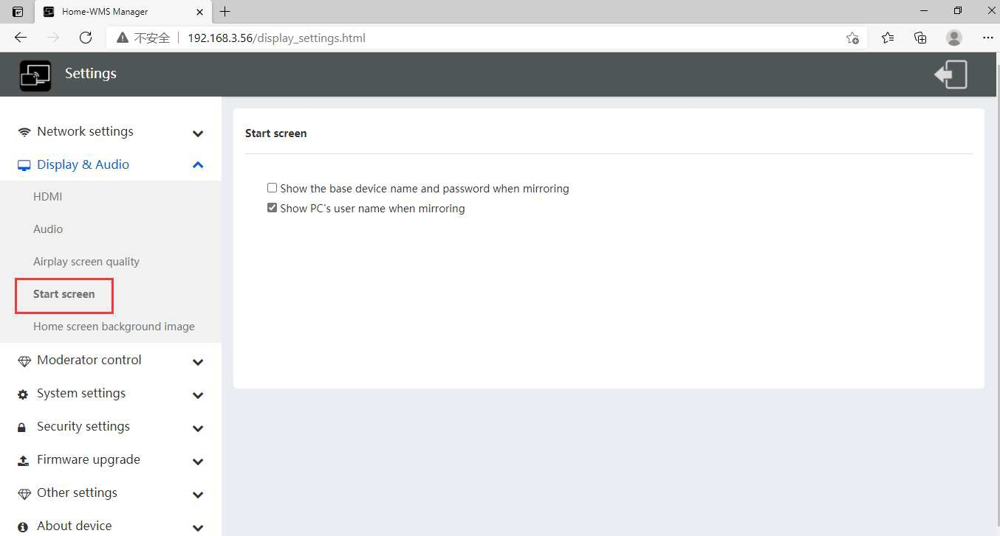 Home-WMS Manager
不安全 192.168.3.56/display_settings.html
Settings
Network settings
Display & Audio
HDMI
Audio
Airplay screen quality
Start screen
Home screen background image
Moderator control
System settings
Security settings
Firmware upgrade
Other settings
About device
Start screen
Show the base device name and password when mirroring
Show PC's user name when mirroring